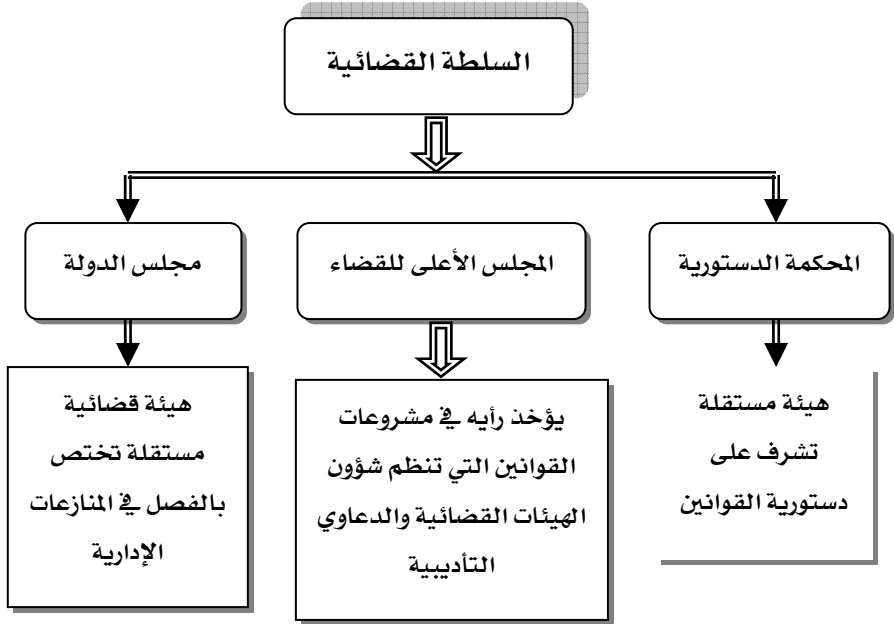 السلطة القضائية
المحكمة الدستورية
المجلس الأعلى للقضاء
مجلس الدولة
هيئة مستقلة
تشرف على
دستورية القوانين
يؤخذ رأيه في مشروعات
القوانين التي تنظم شؤون
الهيئات القضائية والدعاوي
التأديبية
هيئة قضائية
مستقلة تختص
بالفصل في المنازعات
الإدارية